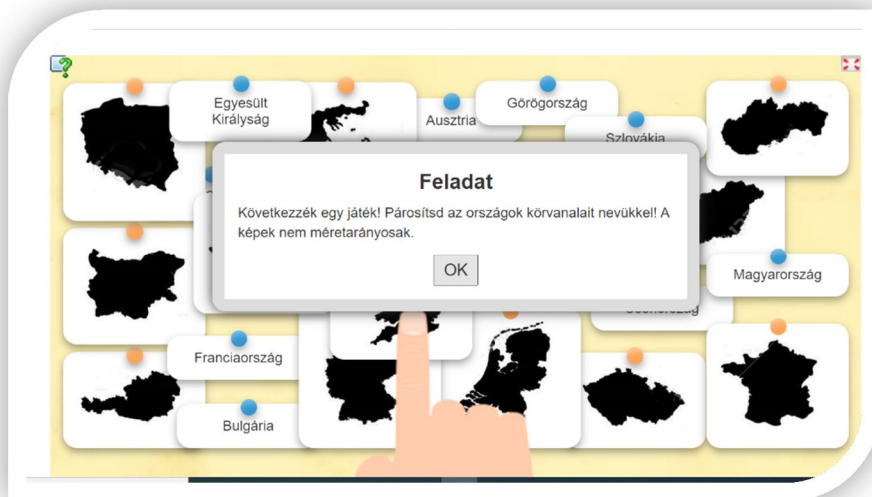 Egyesült
Királyság
Ausztria
Görögország
Szlovákia
Feladat
Következzék egy játék! Párosítsd az országok körvanalait nevükkel! A
képek nem méretarányosak.
OK
Magyarország
Franciaország
Bulgária